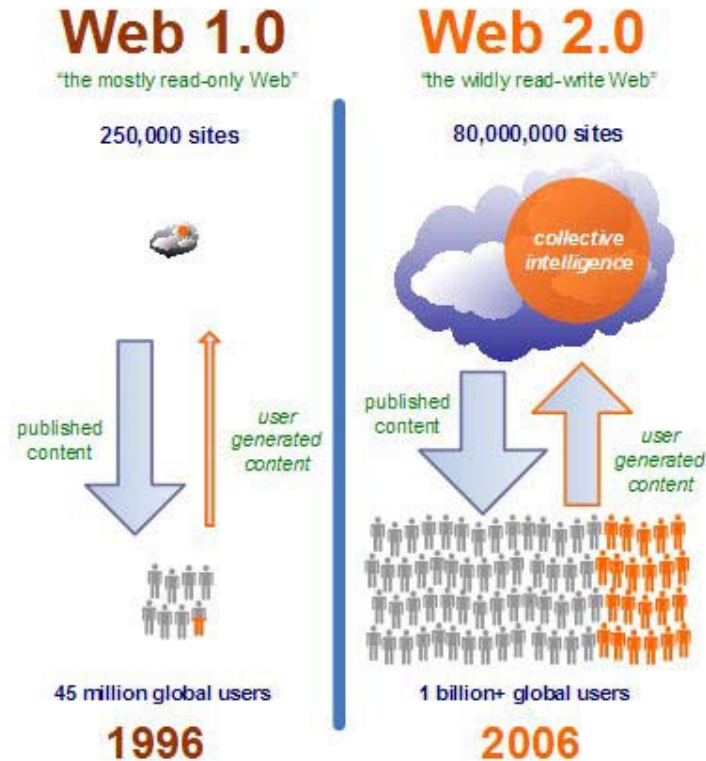 Web 1.0
"the mostly read-only Web"
250,000 sites
published
content
user
generated
content
45 million global users
1996
Web 2.0
"the wildly read-write Web"
80,000,000 sites
collective
intelligence
published
content
user
generated
content
1 billion+ global users
2006